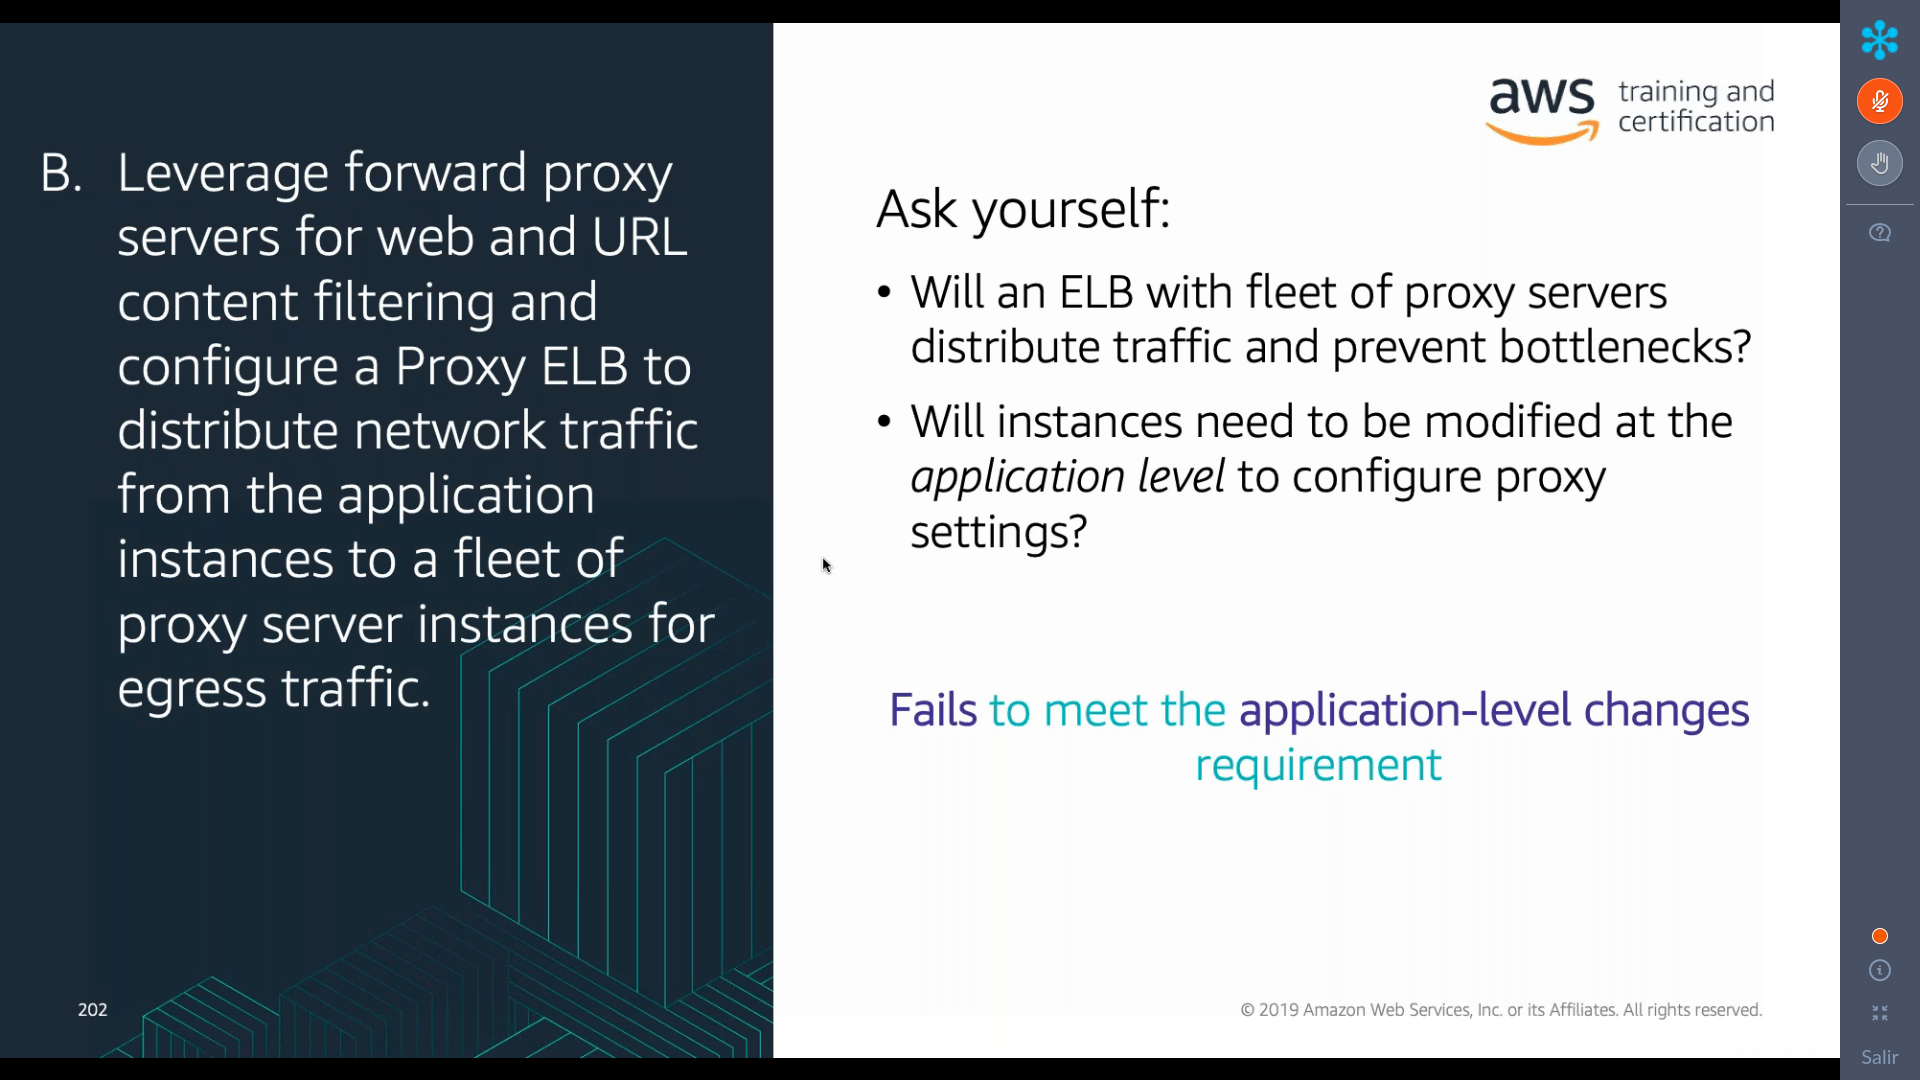 B. Leverage forward proxy
servers for web and URL
content filtering and
configure a Proxy ELB to
distribute network traffic
from the application
instances to a fleet of
proxy server instances for
egress traffic.
202
aws training and
certification
Ask yourself:
• Will an ELB with fleet of proxy servers
distribute traffic and prevent bottlenecks?
• Will instances need to be modified at the
application level to configure proxy
settings?
Fails to meet the application-level changes
requirement
© 2019 Amazon Web Services, Inc. or its Affiliates. All rights reserved.
Salir